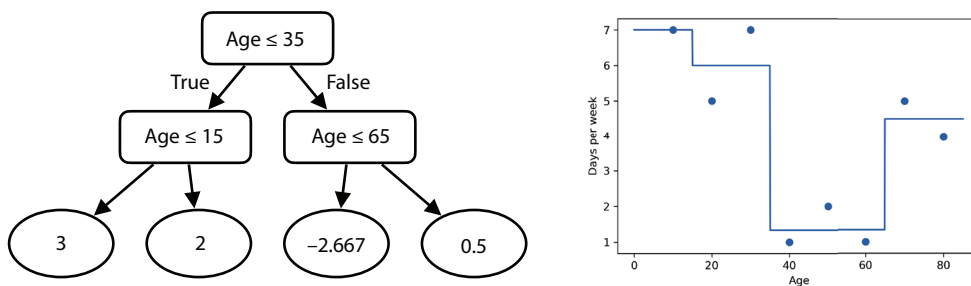 Age ≤ 35
True
False
Age ≤ 15
Age ≤ 65
3
2
−2.667
0.5
7
6
5
4
3
2
1
Days per week
0
20
40
60
80
Age